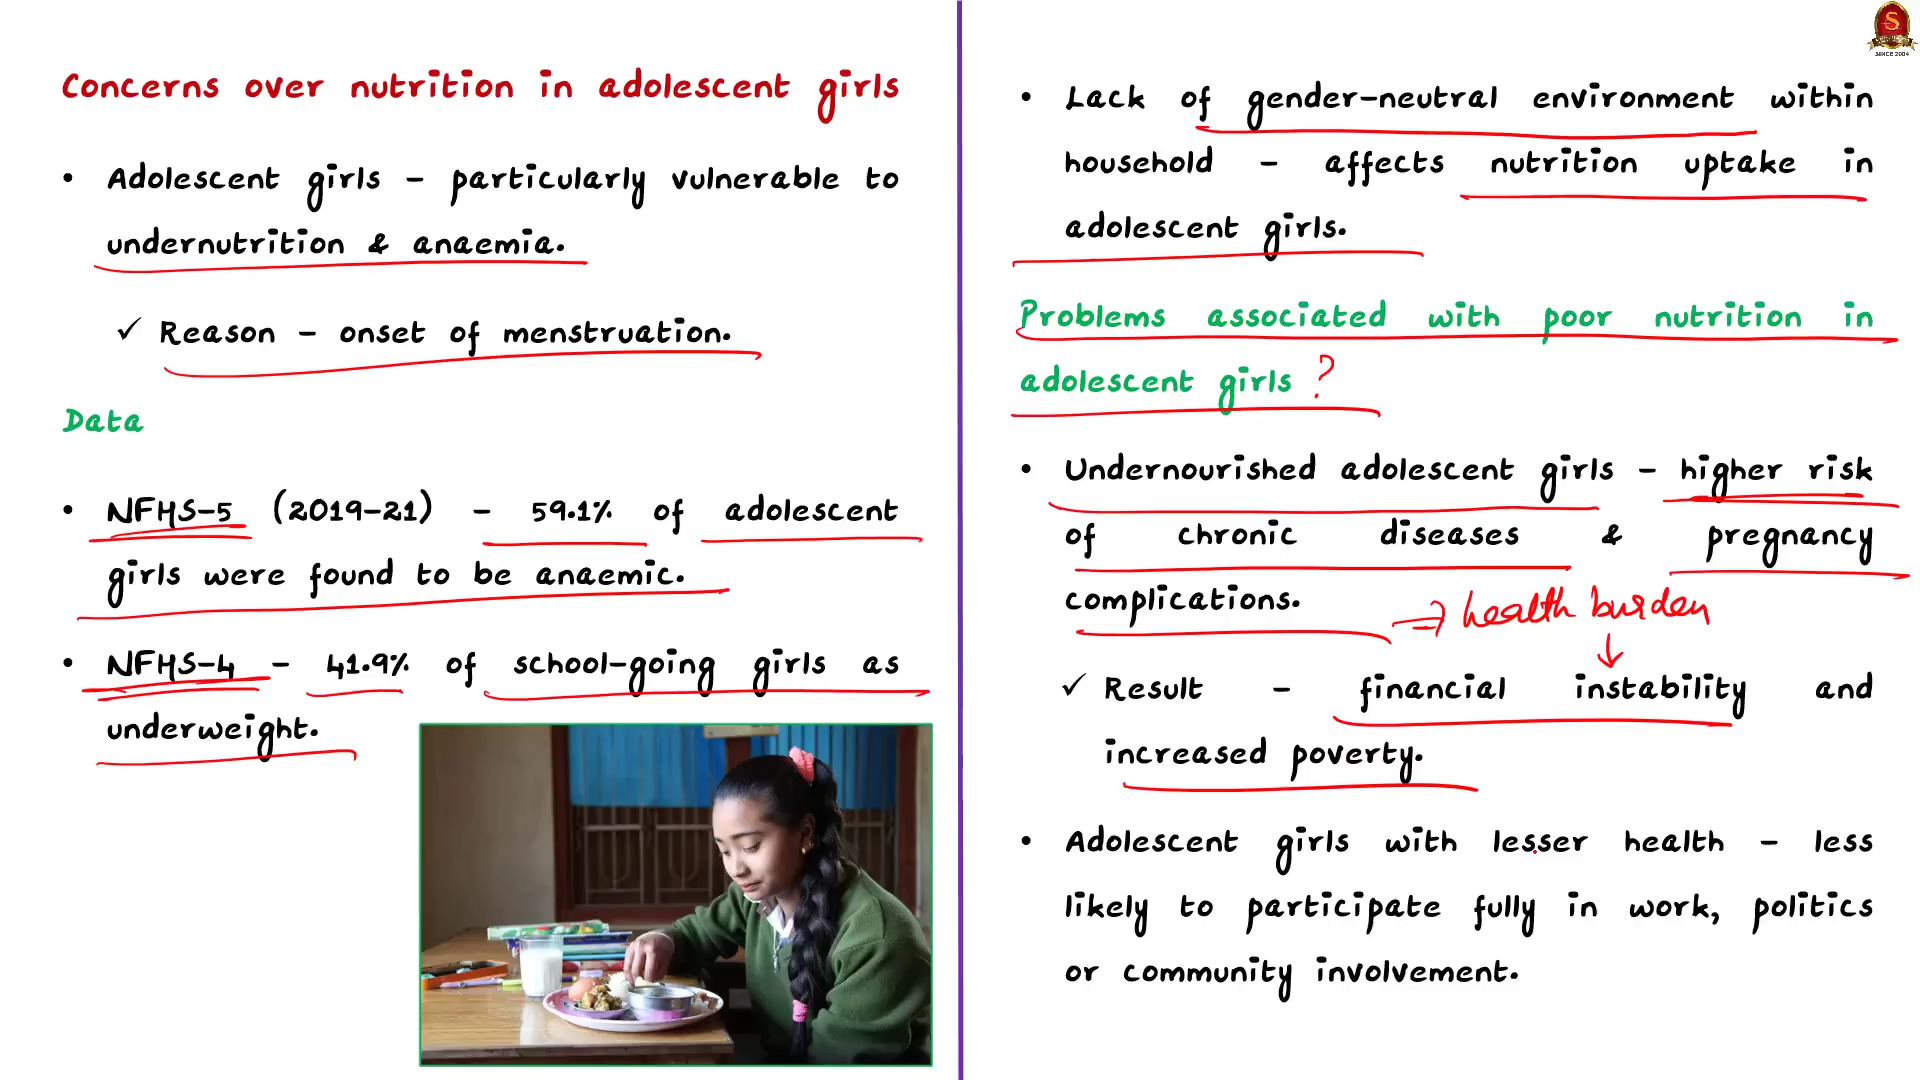 Concerns over nutrition in adolescent girls
• Adolescent girls – particularly vulnerable to
undernutrition & anaemia.
✓ Reason – onset of menstruation.
Data
• NFHS-5 (2019-21) – 59.1% of adolescent
girls were found to be anaemic.
• NFHS-4 – 41.9% of school-going girls as
underweight.
• Lack of gender-neutral environment within
household – affects nutrition uptake in
adolescent girls.
Problems associated with poor nutrition in
adolescent girls ?
• Undernourished adolescent girls – higher risk
of chronic diseases & pregnancy
complications.
⇒ health burden
↓
✓ Result – financial instability and
increased poverty.
• Adolescent girls with lesser health – less
likely to participate fully in work, politics
or community involvement.
S
SINCE 2004